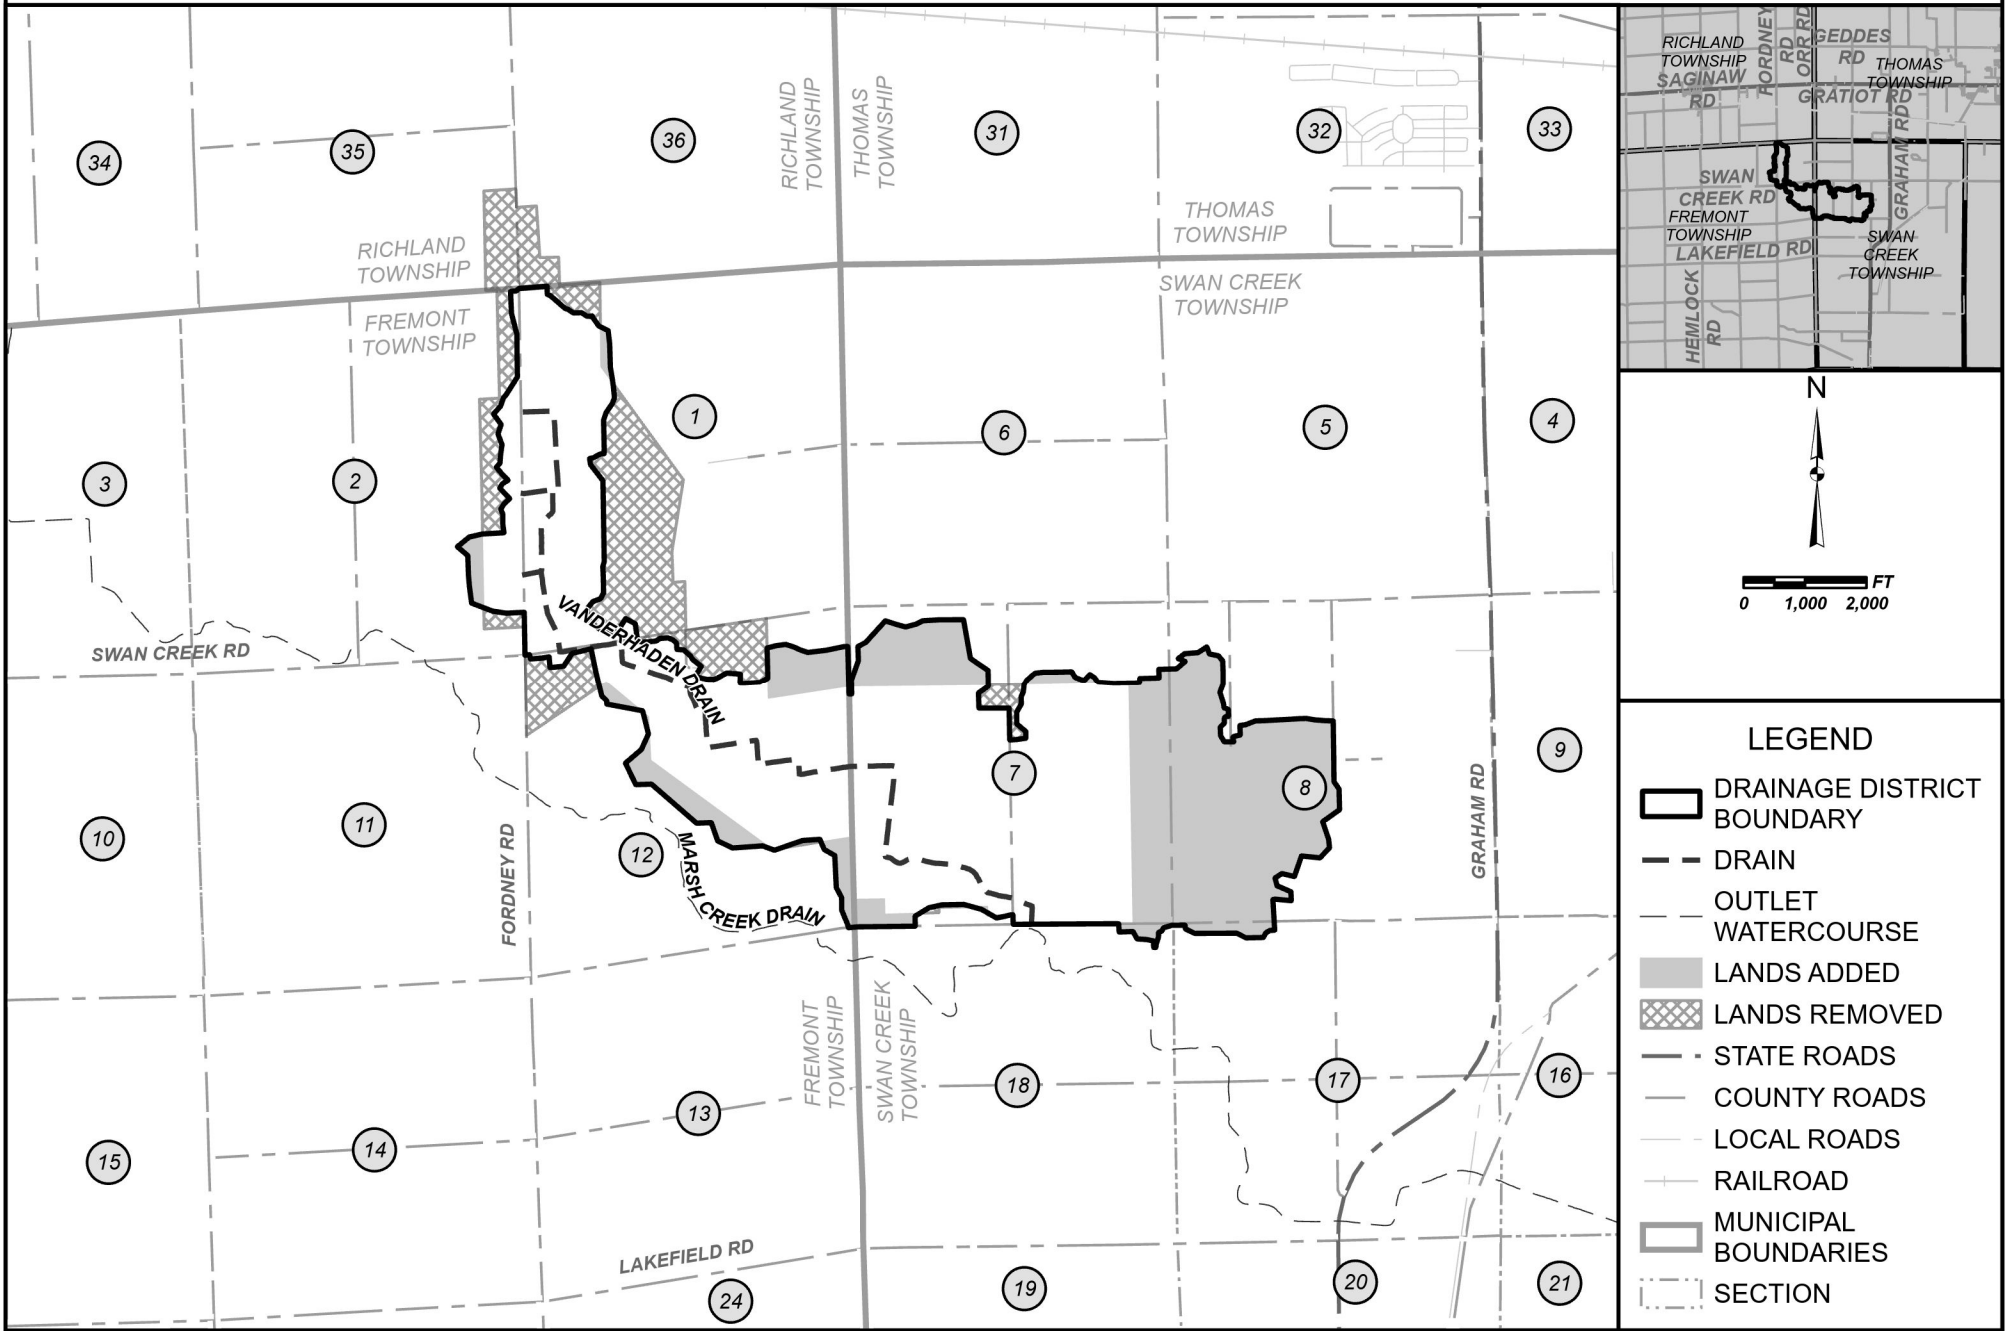 34
35
36
31
32
33
RICHLAND
TOWNSHIP
THOMAS
TOWNSHIP
RICHLAND
TOWNSHIP
THOMAS
TOWNSHIP
FREMONT
TOWNSHIP
SWAN CREEK
TOWNSHIP
3
2
1
6
5
4
VANDERHADEN DRAIN
SWAN CREEK RD
10
11
12
7
8
9
FORDNEY RD
MARSH CREEK DRAIN
GRAHAM RD
FREMONT
TOWNSHIP
SWAN CREEK
TOWNSHIP
15
14
13
18
17
16
LAKEFIELD RD
24
19
20
21
RICHLAND
TOWNSHIP
SAGINAW
RD
FORDNEY
RD
ORR RD
GEDDES
RD
THOMAS
TOWNSHIP
GRATIOT RD
GRAHAM RD
SWAN
CREEK RD
FREMONT
TOWNSHIP
LAKEFIELD RD
SWAN
CREEK
TOWNSHIP
HEMLOCK
RD
N
FT
0 1,000 2,000
LEGEND
DRAINAGE DISTRICT
BOUNDARY
DRAIN
OUTLET
WATERCOURSE
LANDS ADDED
LANDS REMOVED
STATE ROADS
COUNTY ROADS
LOCAL ROADS
RAILROAD
MUNICIPAL
BOUNDARIES
SECTION